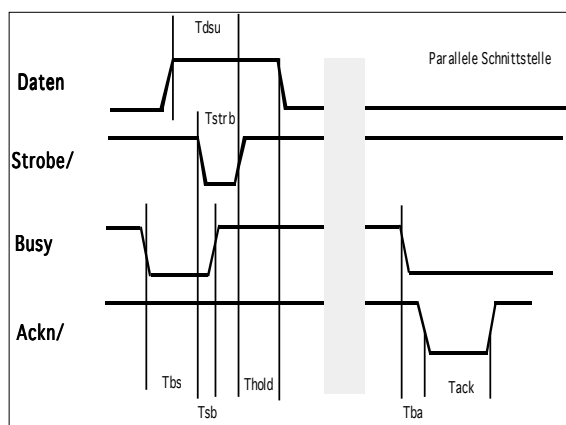 Tdsu
Parallele Schnittstelle
Daten
Tstrb
Strobe/
Busy
Ackn/
Tbs
Thold
Tack
Tsb
Tba